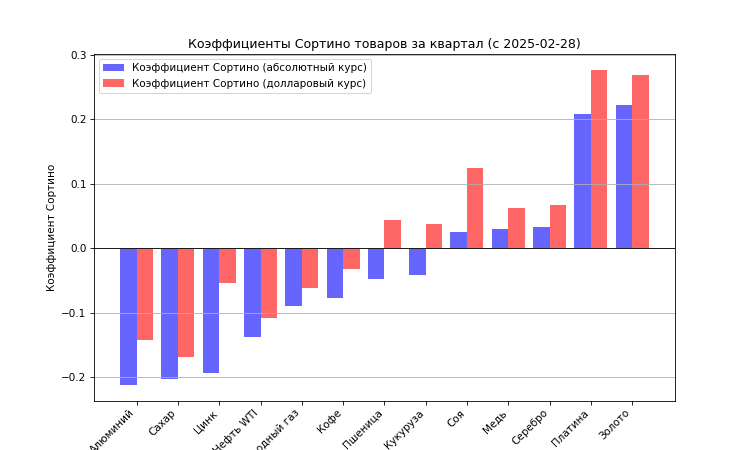 Коэффициенты Сортино товаров за квартал (с 2025-02-28)
Коэффициент Сортино (абсолютный курс)
Коэффициент Сортино (долларовый курс)
Коэффициент Сортино
0.3
0.2
0.1
0.0
−0.1
−0.2
Алюминий
Сахар
Цинк
Нефть WTI
одный газ
Кофе
Пшеница
Кукуруза
Соя
Медь
Серебро
Платина
Золото